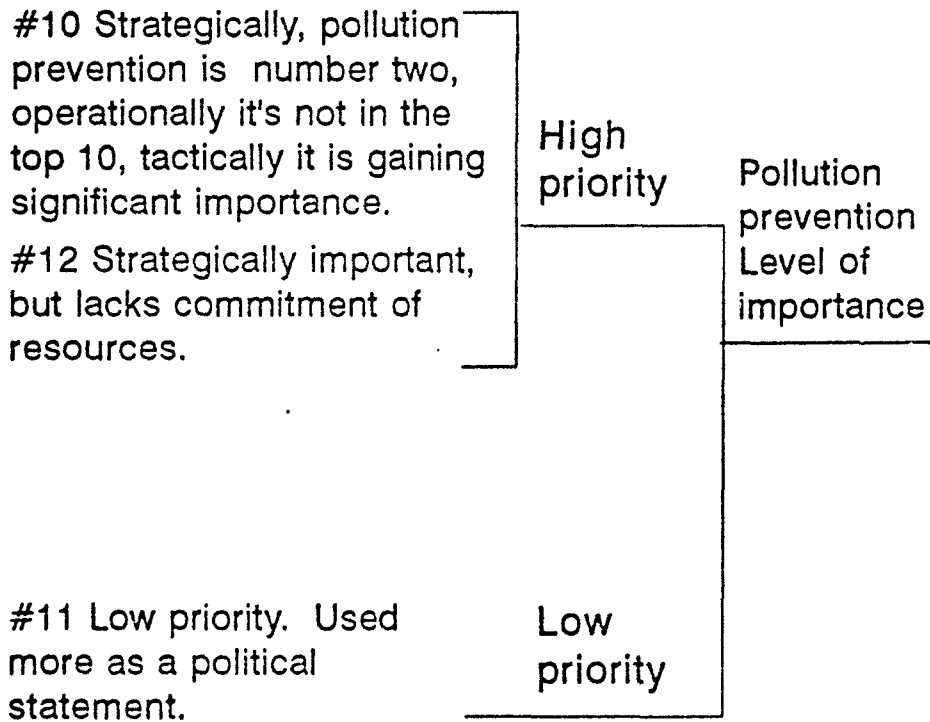 #10 Strategically, pollution
prevention is number two,
operationally it's not in the
top 10, tactically it is gaining
significant importance.
#12 Strategically important,
but lacks commitment of
resources.
High
priority
Pollution
prevention
Level of
importance
#11 Low priority. Used
more as a political
statement.
Low
priority